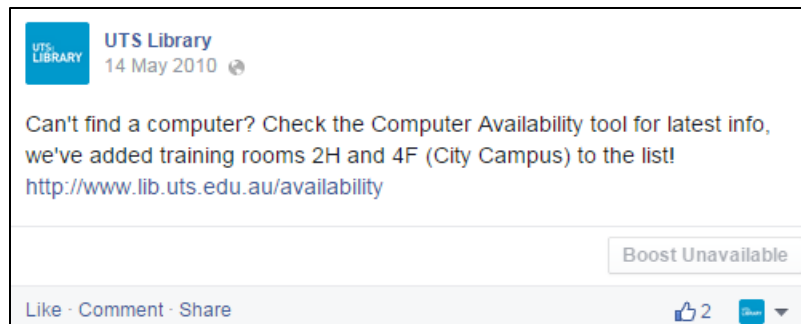 UTS:
LIBRARY
UTS Library
14 May 2010
Can't find a computer? Check the Computer Availability tool for latest info,
we've added training rooms 2H and 4F (City Campus) to the list!
http://www.lib.uts.edu.au/availability
Boost Unavailable
Like · Comment · Share 2